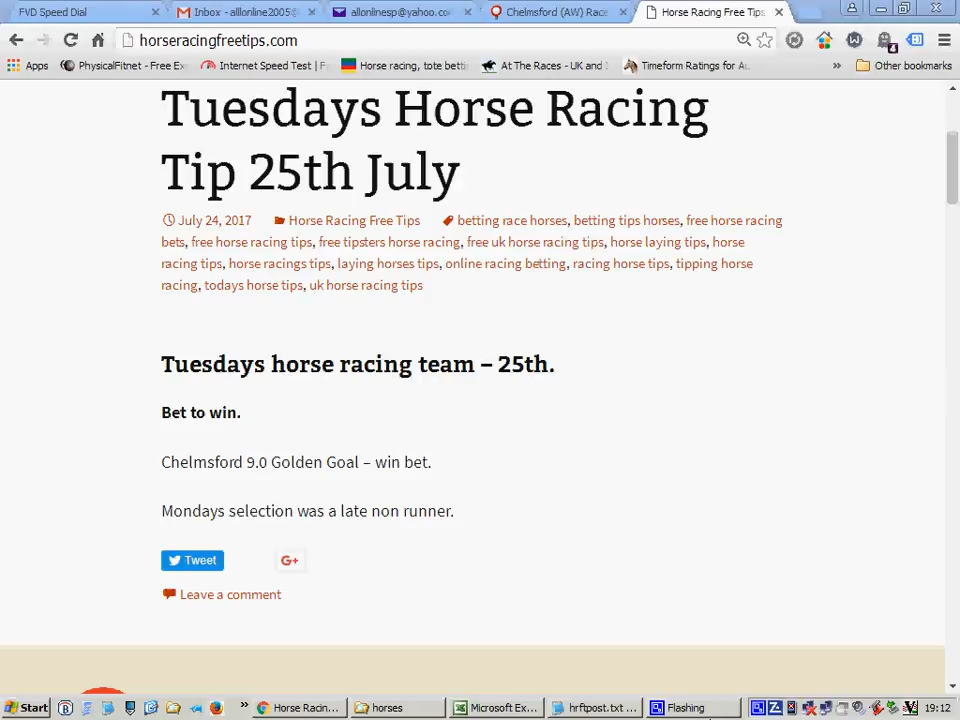 FVD Speed Dial
Inbox - allonline2005@
allonlinesp@yahoo.co
Chelmsford (AW) Race
Horse Racing Free Tips
horseracingfreetips.com
Apps
PhysicalFitnet - Free Ex
Internet Speed Test | F
Horse racing, tote betti
At The Races - UK and
Timeform Ratings for Au
»
Other bookmarks
Tuesdays Horse Racing
Tip 25th July
July 24, 2017 Horse Racing Free Tips betting race horses, betting tips horses, free horse racing
bets, free horse racing tips, free tipsters horse racing, free uk horse racing tips, horse laying tips, horse
racing tips, horse racings tips, laying horses tips, online racing betting, racing horse tips, tipping horse
racing, todays horse tips, uk horse racing tips
Tuesdays horse racing team – 25th.
Bet to win.
Chelmsford 9.0 Golden Goal – win bet.
Mondays selection was a late non runner.
Tweet
G+
Leave a comment
Start
»
Horse Racin...
horses
Microsoft Ex...
hrftpost.txt ...
Flashing
19:12